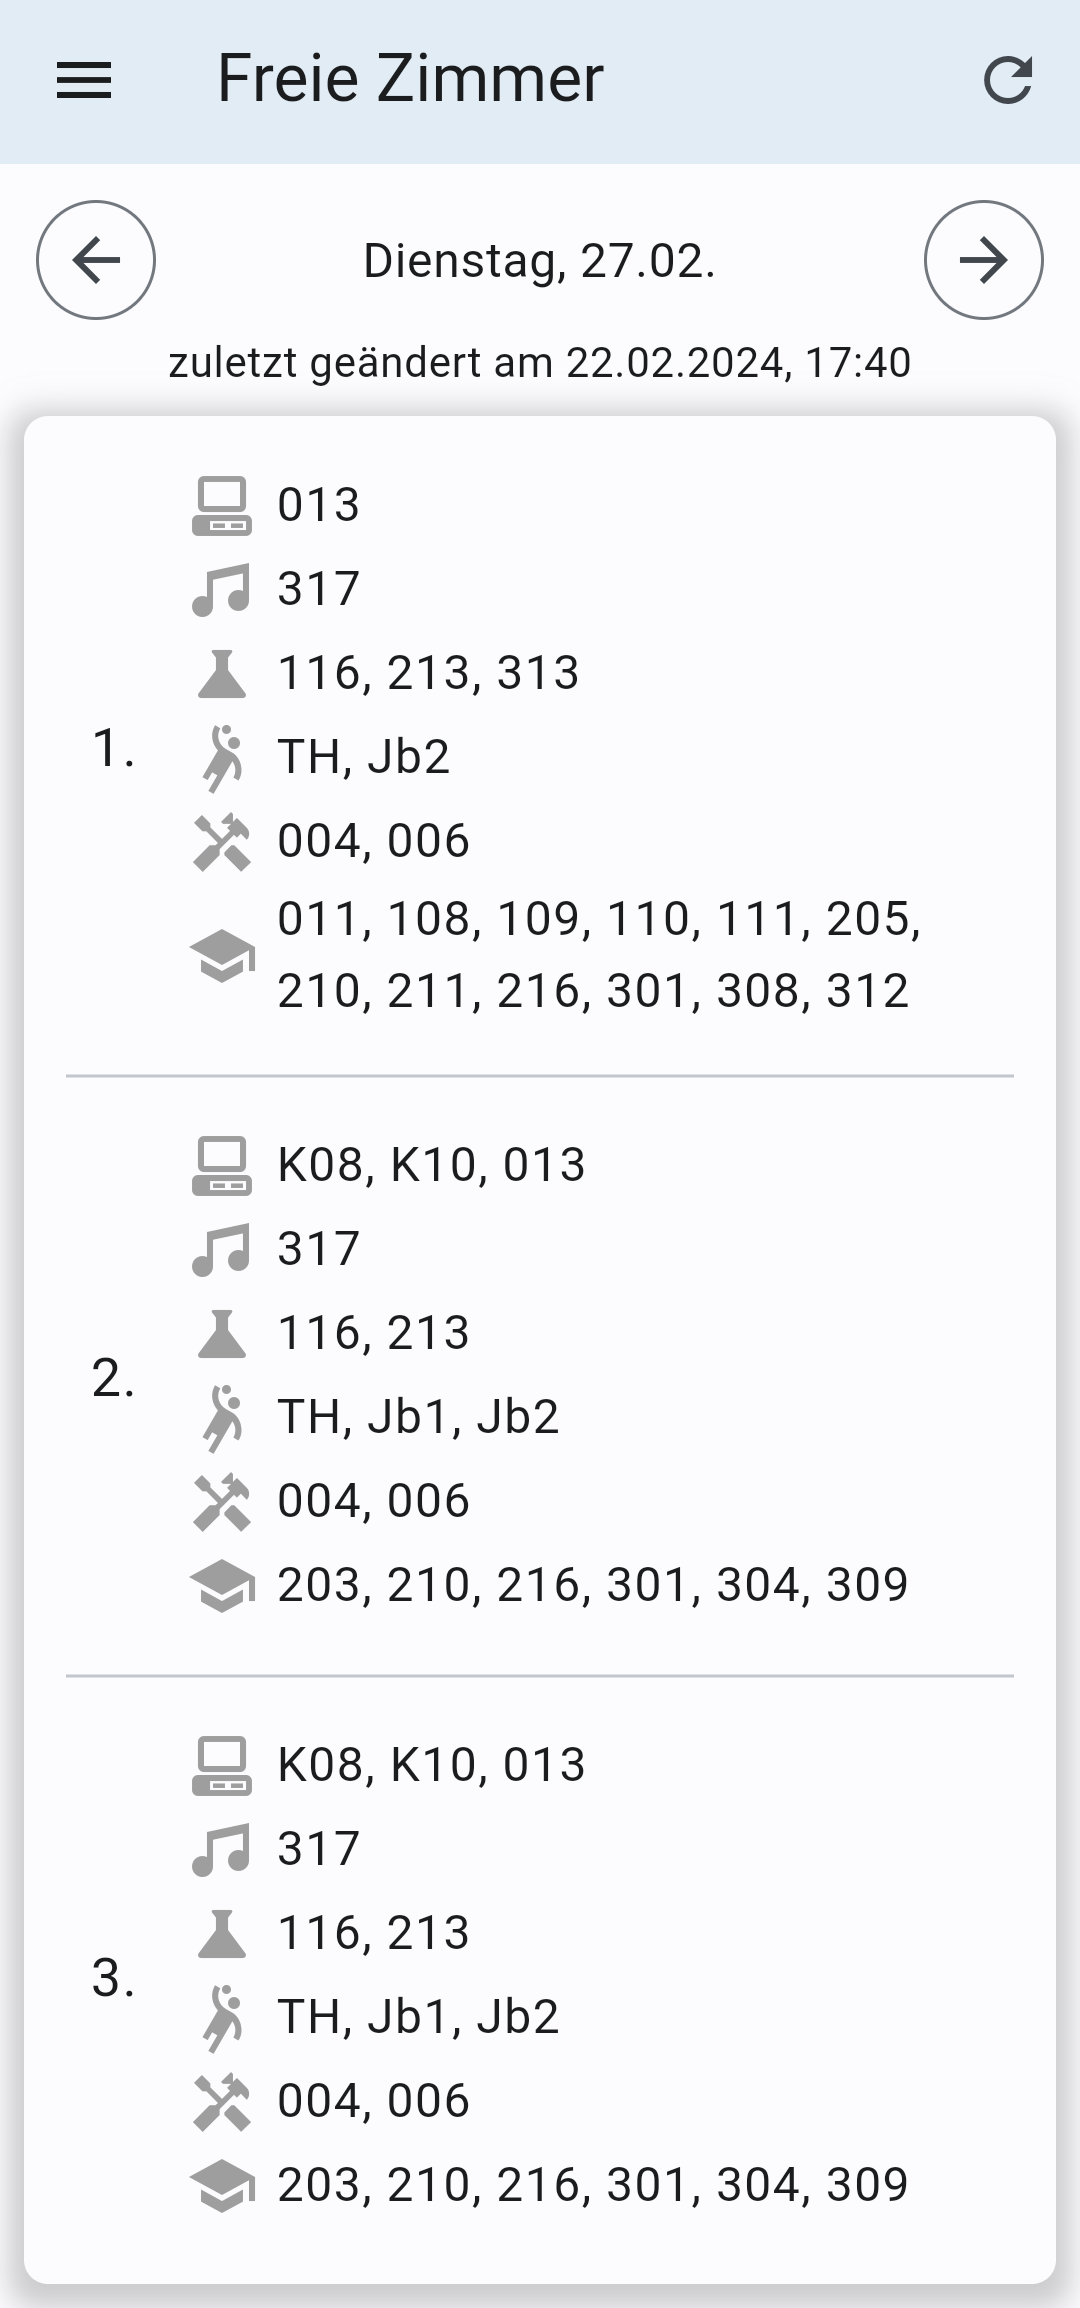 Freie Zimmer
Dienstag, 27.02.
zuletzt geändert am 22.02.2024, 17:40
1.
013
317
116, 213, 313
TH, Jb2
004, 006
011, 108, 109, 110, 111, 205,
210, 211, 216, 301, 308, 312
2.
K08, K10, 013
317
116, 213
TH, Jb1, Jb2
004, 006
203, 210, 216, 301, 304, 309
3.
K08, K10, 013
317
116, 213
TH, Jb1, Jb2
004, 006
203, 210, 216, 301, 304, 309